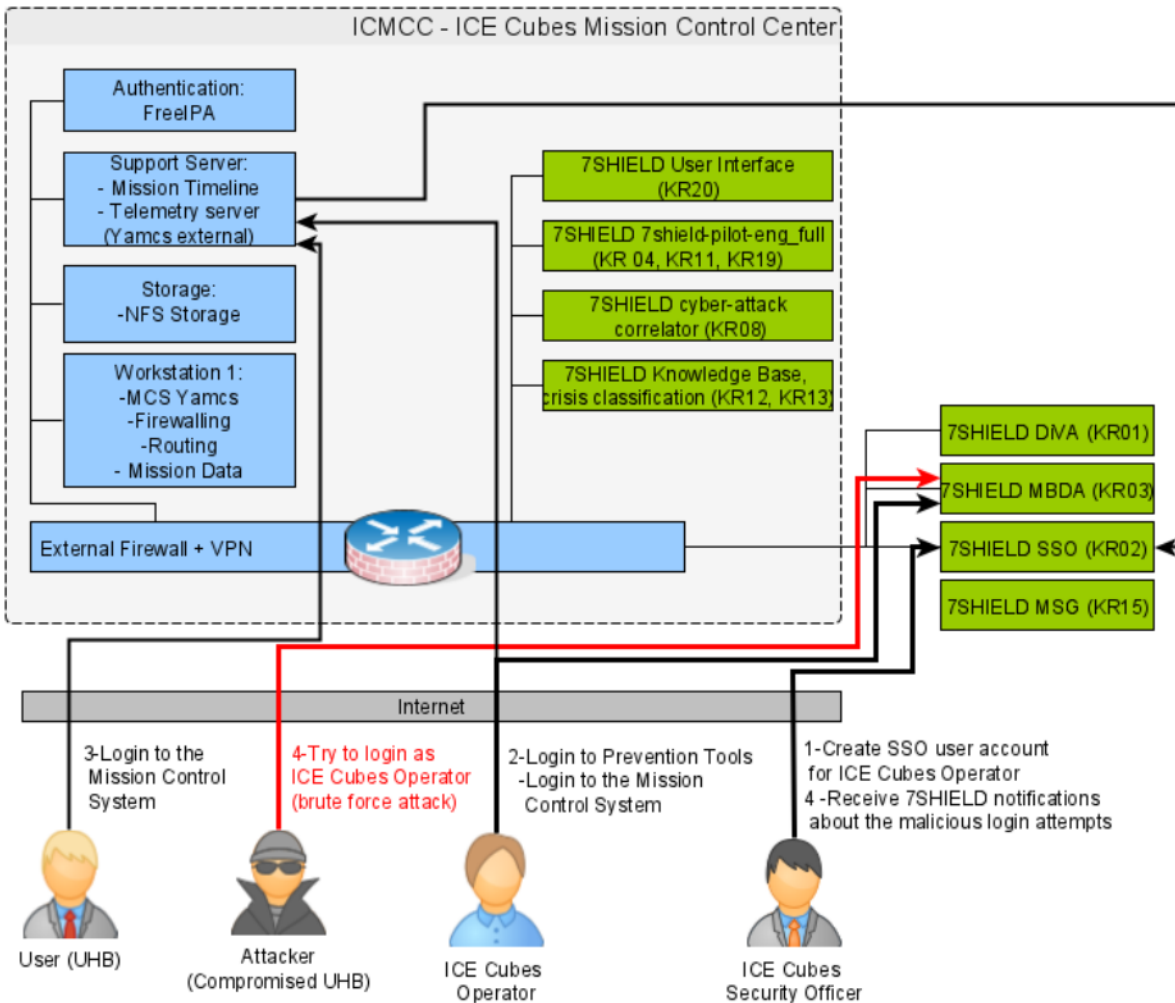 ICMCC - ICE Cubes Mission Control Center
Authentication:
FreeIPA
Support Server:
- Mission Timeline
- Telemetry server
(Yamcs external)
Storage:
-NFS Storage
Workstation 1:
-MCS Yamcs
-Firewalling
-Routing
- Mission Data
7SHIELD User Interface
(KR20)
7SHIELD 7shield-pilot-eng_full
(KR 04, KR11, KR19)
7SHIELD cyber-attack
correlator (KR08)
7SHIELD Knowledge Base,
crisis classification (KR12, KR13)
External Firewall + VPN
7SHIELD DiVA (KR01)
7SHIELD MBDA (KR03)
7SHIELD SSO (KR02)
7SHIELD MSG (KR15)
Internet
3-Login to the
Mission Control
System
4-Try to login as
ICE Cubes Operator
(brute force attack)
2-Login to Prevention Tools
-Login to the Mission
Control System
1-Create SSO user account
for ICE Cubes Operator
4 -Receive 7SHIELD notifications
about the malicious login attempts
User (UHB)
Attacker
(Compromised UHB)
ICE Cubes
Operator
ICE Cubes
Security Officer